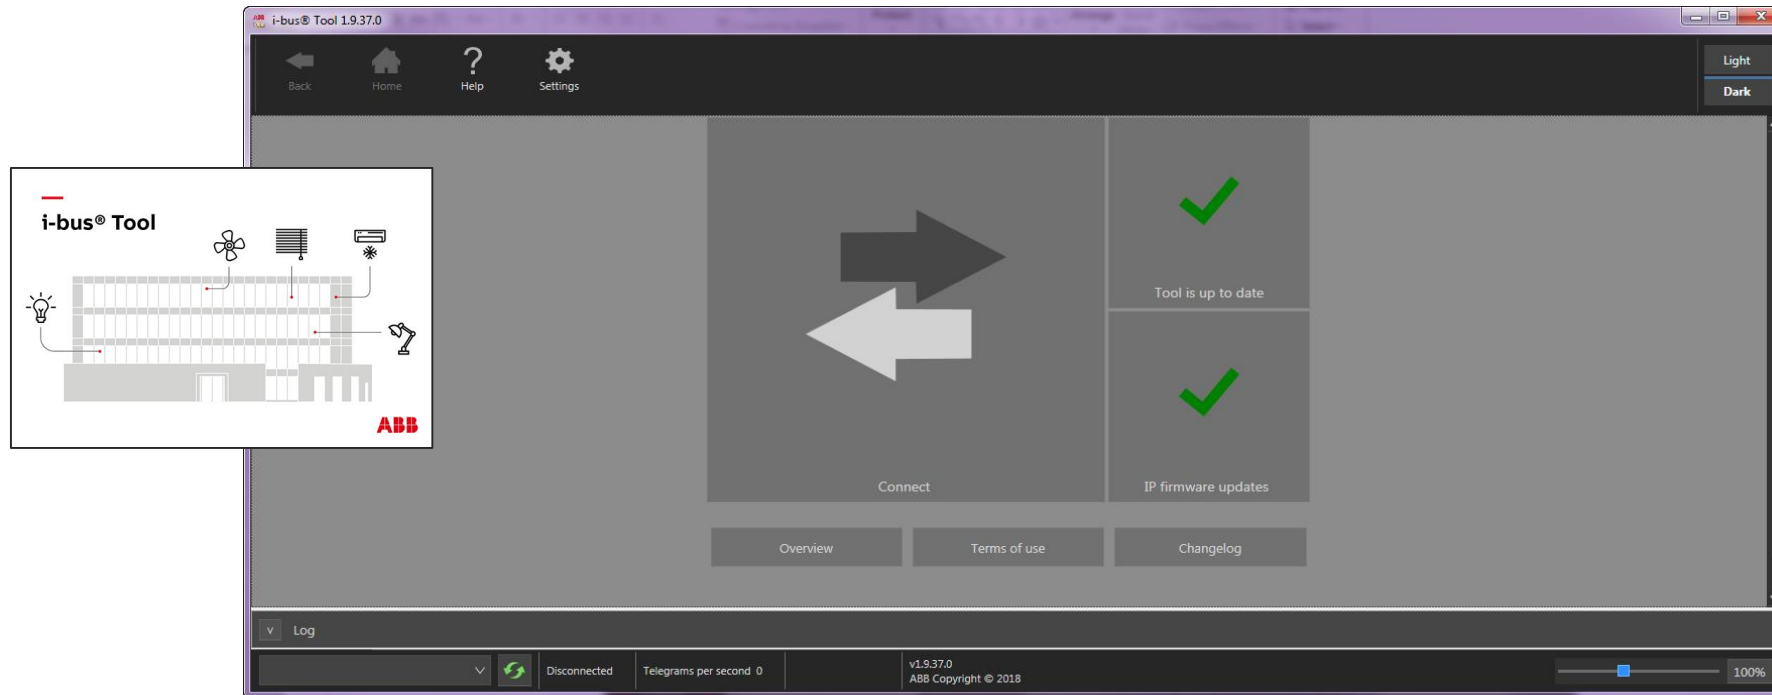 i-bus® Tool 1.9.37.0
Back
Home
Help
Settings
Light
Dark
i-bus® Tool
ABB
Connect
Tool is up to date
IP firmware updates
Overview
Terms of use
Changelog
v Log
Disconnected
Telegrams per second 0
v1.9.37.0
ABB Copyright © 2018
100%